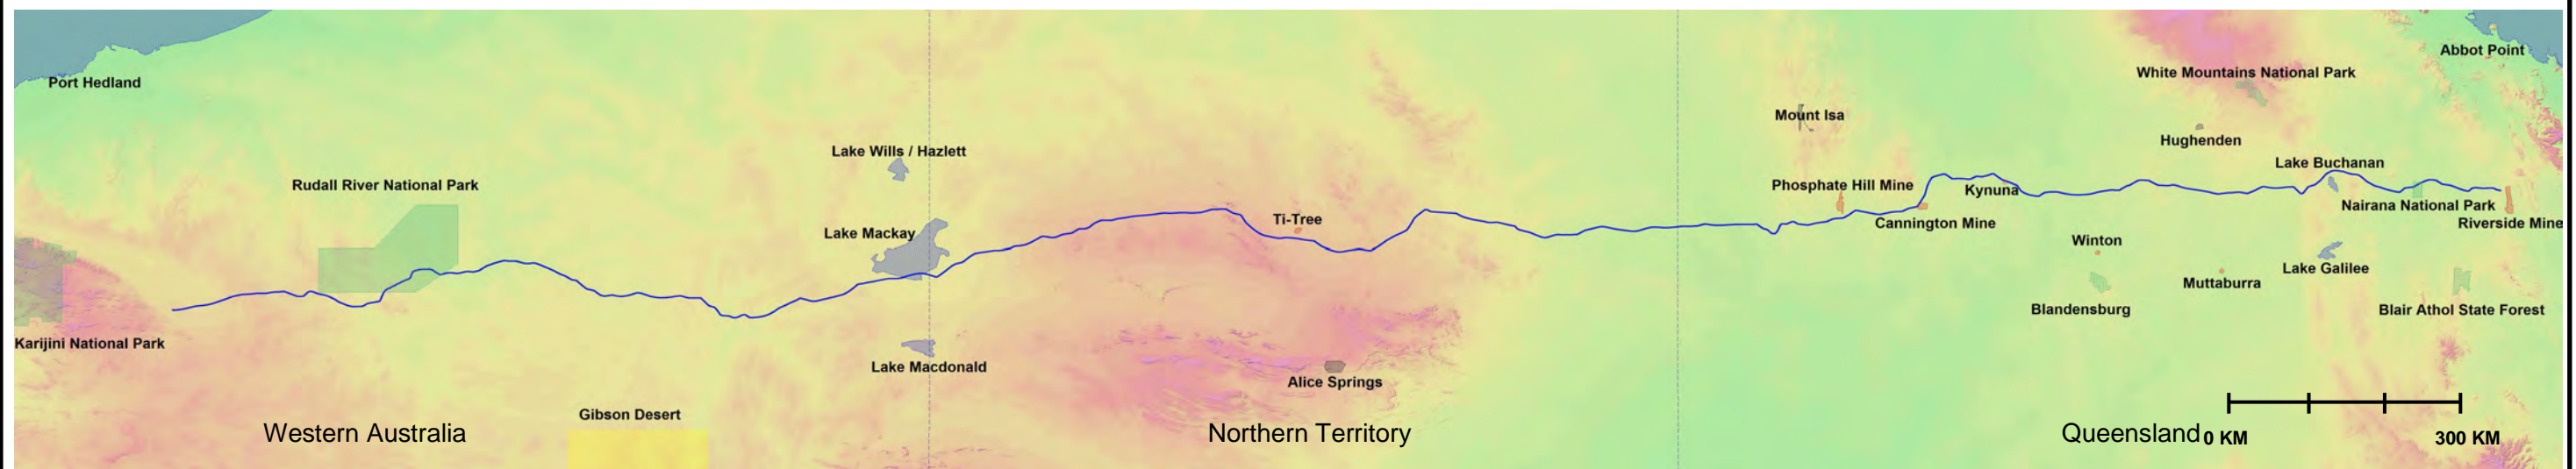 Abbot Point
White Mountains National Park
Port Hedland
Mount Isa
Hughenden
Lake Wills / Hazlett
Lake Buchanan
Rudall River National Park
Phosphate Hill Mine
Kynuna
Nairana National Park
Ti-Tree
Cannington Mine
Riverside Mine
Lake Mackay
Winton
Lake Galilee
Muttaburra
Blandensburg
Blair Athol State Forest
Karijini National Park
Lake Macdonald
Alice Springs
Gibson Desert
Western Australia
Northern Territory
Queensland
0 KM
300 KM